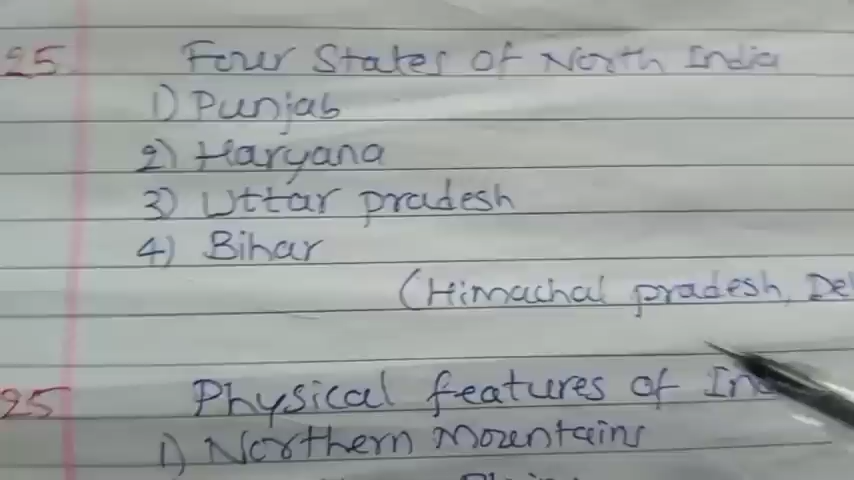 25 Four States of North India
1) Punjab
2) Haryana
3) Uttar pradesh
4) Bihar
(Himachal pradesh,
25 Physical features of
1) Northern Mountains